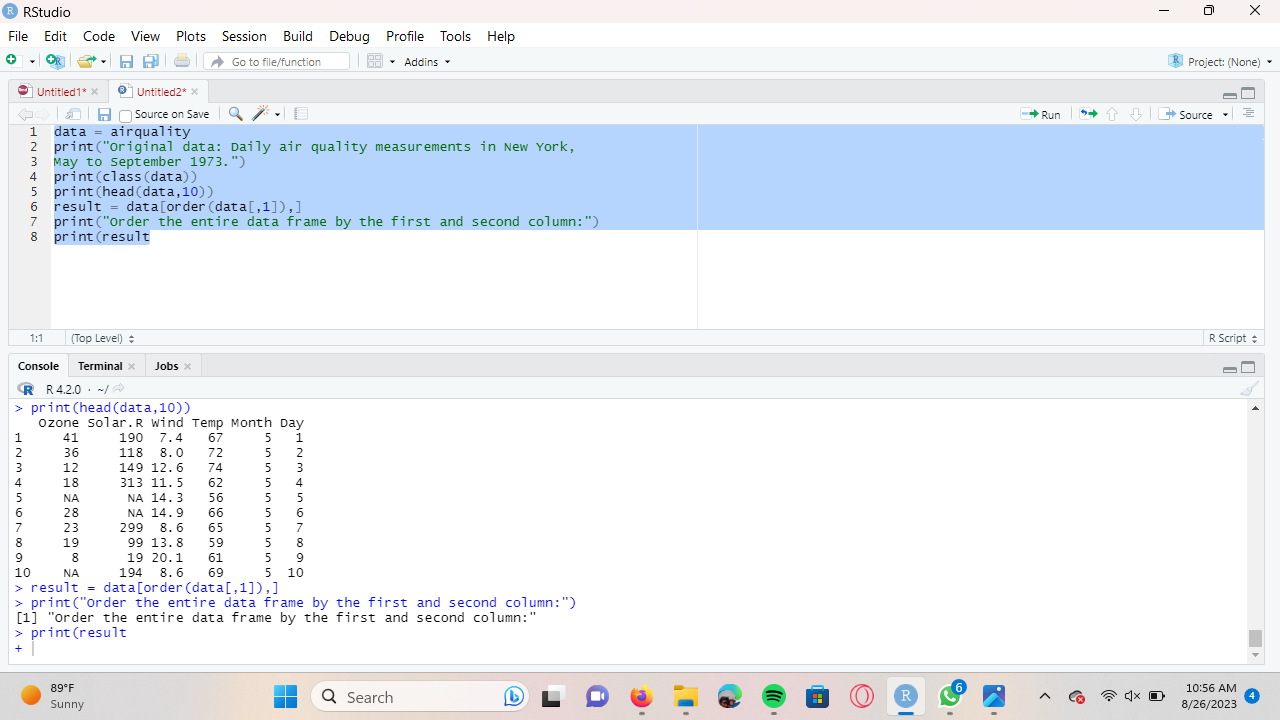 RStudio
File Edit Code View Plots Session Build Debug Profile Tools Help
Go to file/function Addins Project: (None)
Untitled1* Untitled2*
Source on Save Run Source
1 data = airquality
2 print("Original data: Daily air quality measurements in New York,
3 May to September 1973.")
4 print(class(data))
5 print(head(data,10))
6 result = data[order(data[,1]),]
7 print("Order the entire data frame by the first and second column:")
8 print(result
1:1 (Top Level) R Script
Console Terminal Jobs
R 4.2.0 · ~/
> print(head(data,10))
Ozone Solar.R Wind Temp Month Day
1 41 190 7.4 67 5 1
2 36 118 8.0 72 5 2
3 12 149 12.6 74 5 3
4 18 313 11.5 62 5 4
5 NA NA 14.3 56 5 5
6 28 NA 14.9 66 5 6
7 23 299 8.6 65 5 7
8 19 99 13.8 59 5 8
9 8 19 20.1 61 5 9
10 NA 194 8.6 69 5 10
> result = data[order(data[,1]),]
> print("Order the entire data frame by the first and second column:")
[1] "Order the entire data frame by the first and second column:"
> print(result
+
89°F
Sunny
Search
6
10:56 AM
8/26/2023
4